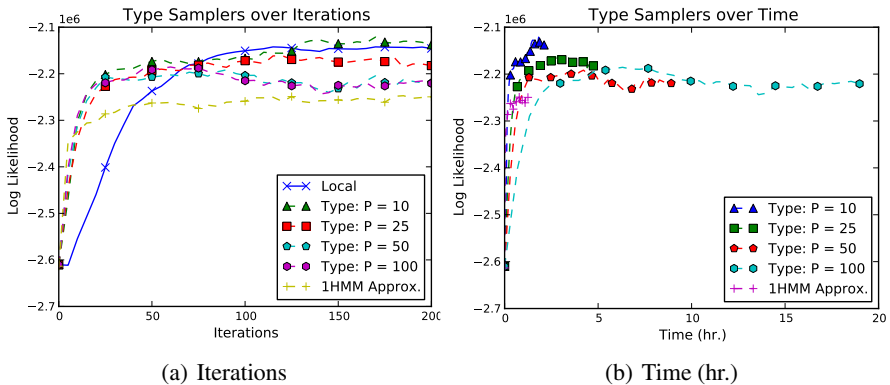 Type Samplers over Iterations
1e6
−2.1
−2.2
−2.3
−2.4
−2.5
−2.6
−2.7
Log Likelihood
0
50
100
150
200
Iterations
Local
Type: P = 10
Type: P = 25
Type: P = 50
Type: P = 100
1HMM Approx.
(a) Iterations
Type Samplers over Time
1e6
−2.1
−2.2
−2.3
−2.4
−2.5
−2.6
−2.7
Log Likelihood
0
5
10
15
20
Time (hr.)
Type: P = 10
Type: P = 25
Type: P = 50
Type: P = 100
1HMM Approx.
(b) Time (hr.)